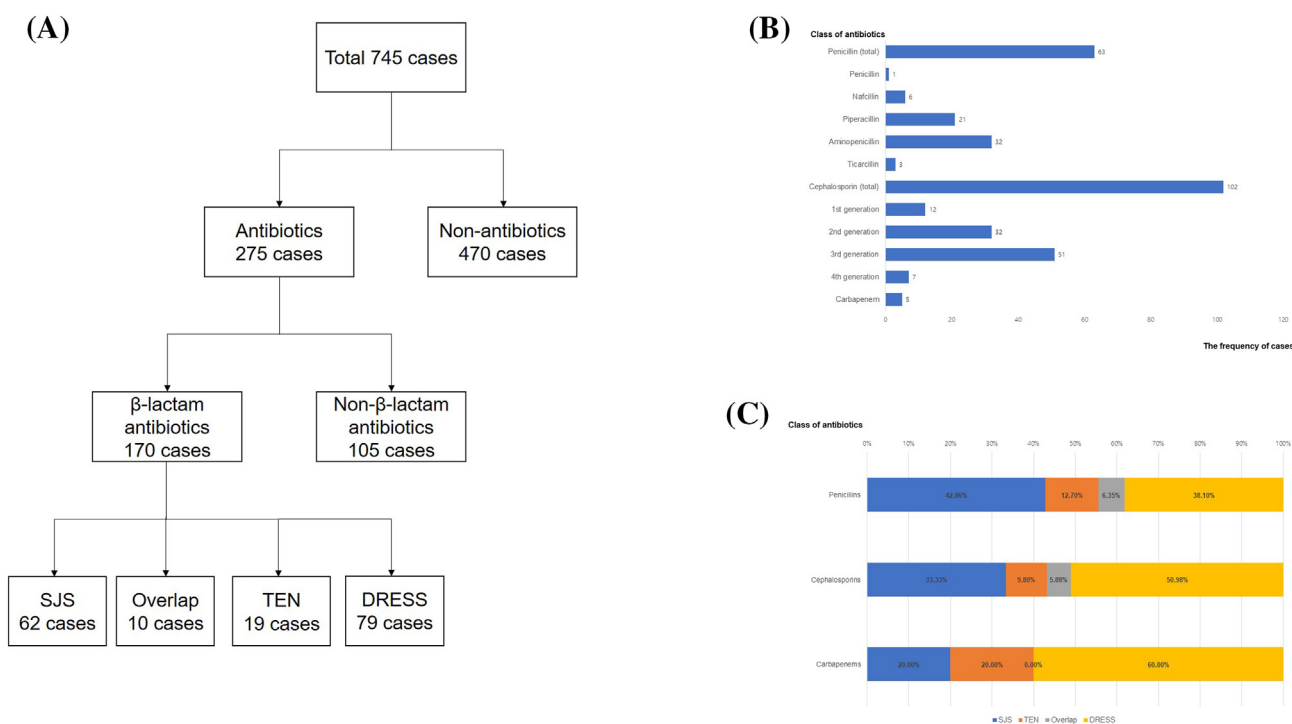 (A)
Total 745 cases
Antibiotics
275 cases
Non-antibiotics
470 cases
β-lactam
antibiotics
170 cases
Non-β-lactam
antibiotics
105 cases
SJS
62 cases
Overlap
10 cases
TEN
19 cases
DRESS
79 cases
(B)
Class of antibiotics
Penicillin (total) 63
Penicillin 1
Nafcillin 6
Piperacillin 21
Aminopenicillin 32
Ticarcillin 3
Cephalosporin (total) 102
1st generation 12
2nd generation 32
3rd generation 51
4th generation 7
Carbapenem 5
0 20 40 60 80 100 120
The frequency of cases
(C)
Class of antibiotics
0% 10% 20% 30% 40% 50% 60% 70% 80% 90% 100%
Penicillins 42.86% 12.70% 6.35% 38.10%
Cephalosporins 33.33% 9.80% 5.88% 50.98%
Carbapenems 20.00% 20.00% 0.00% 60.00%
SJS TEN Overlap DRESS